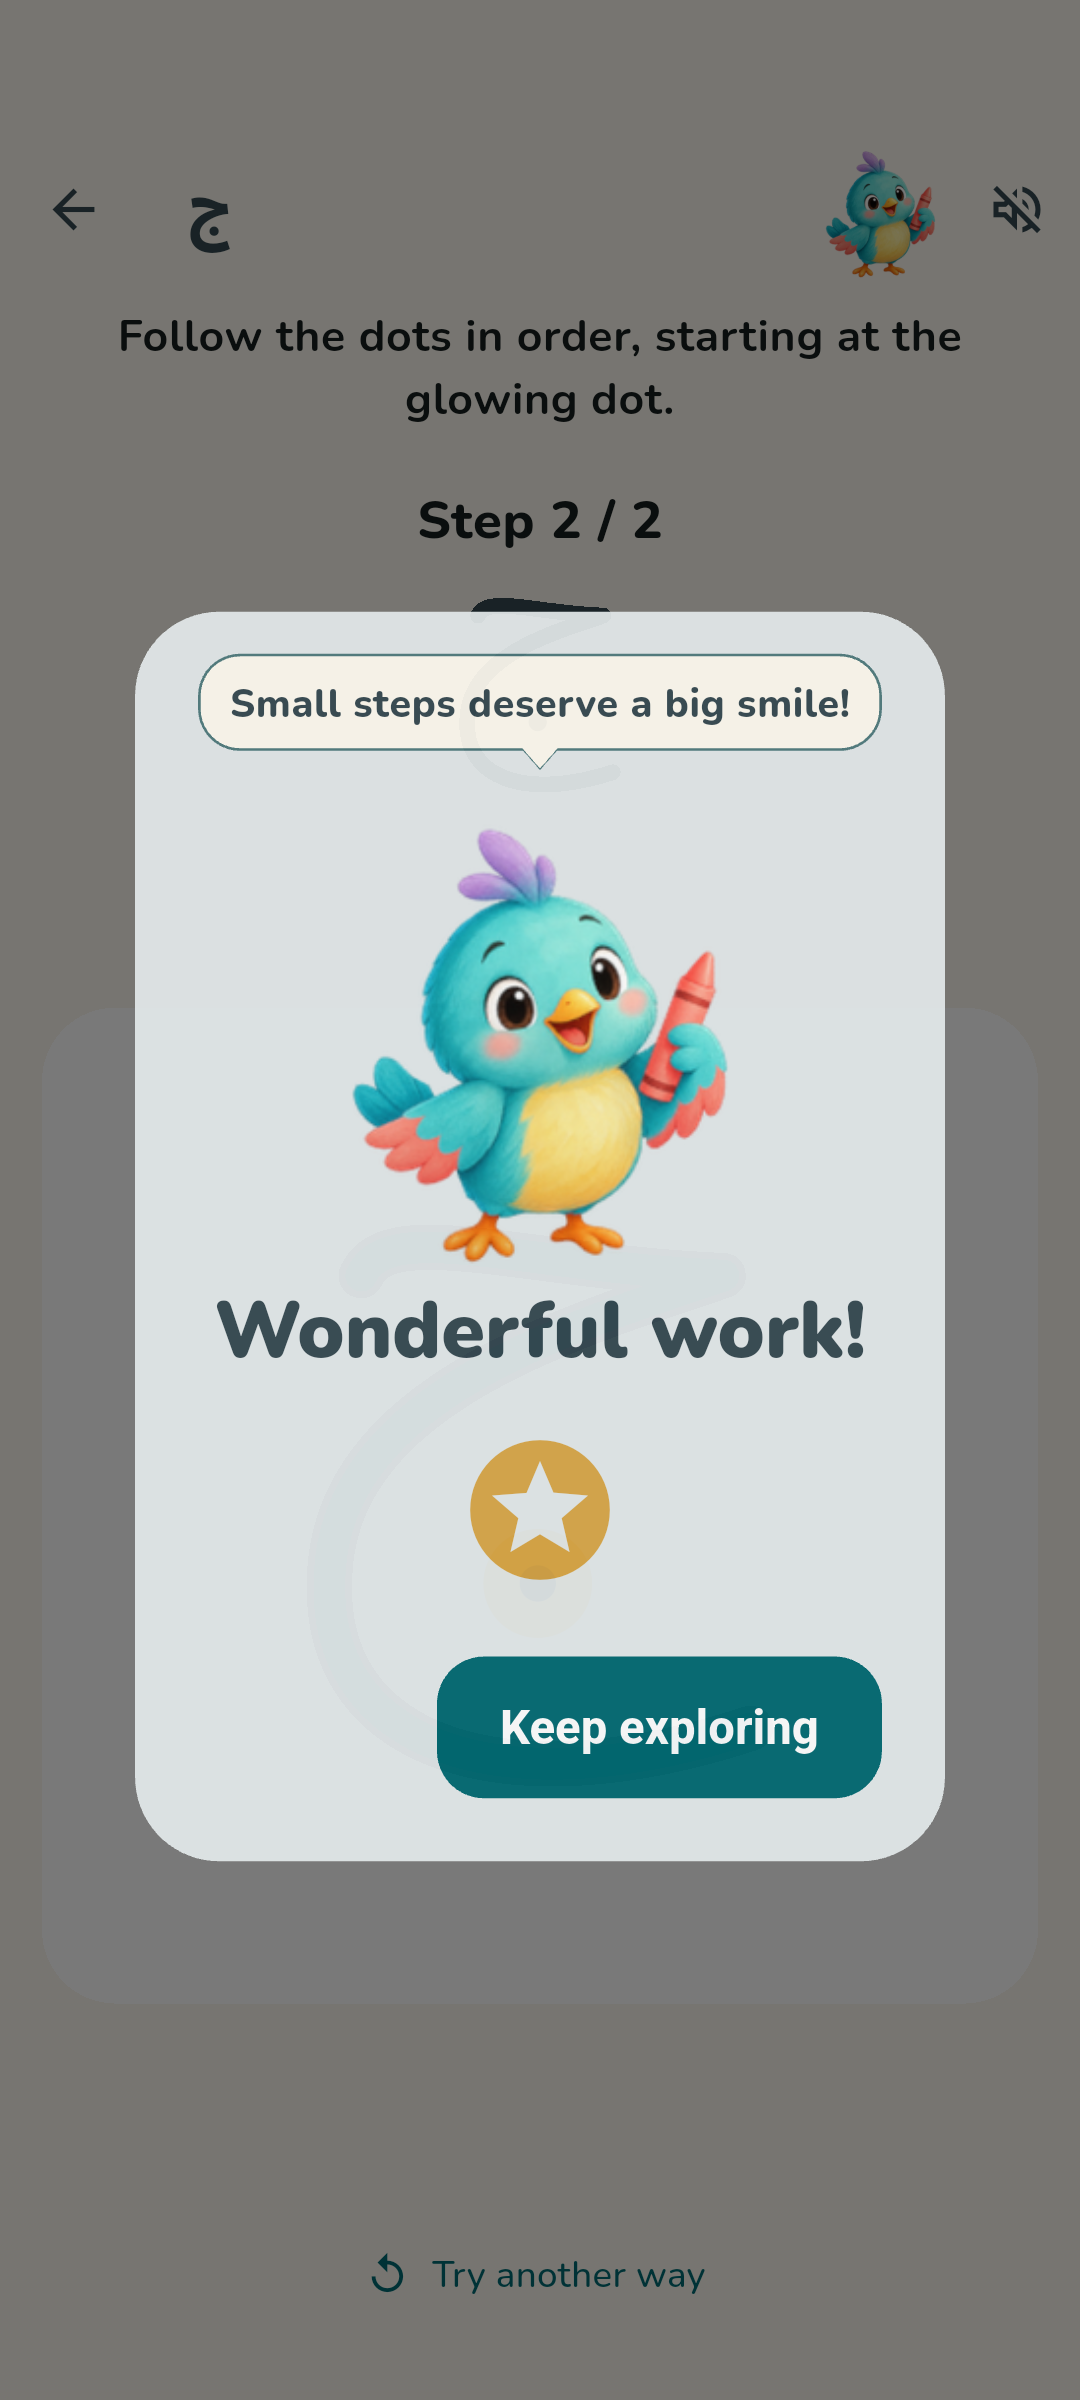 ج
Follow the dots in order, starting at the
glowing dot.
Step 2 / 2
ج
Small steps deserve a big smile!
Wonderful work!
Keep exploring
Try another way